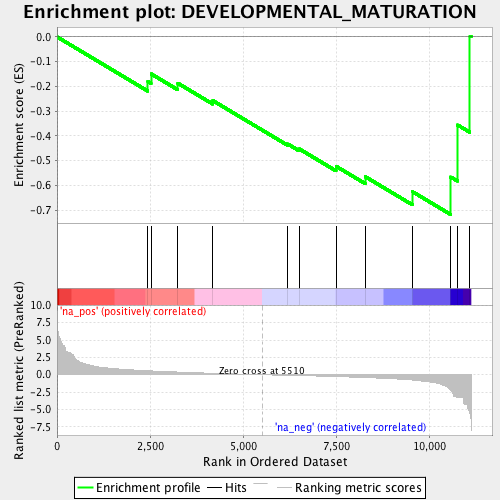 Enrichment plot: DEVELOPMENTAL_MATURATION
Enrichment score (ES)
0.0
-0.1
-0.2
-0.3
-0.4
-0.5
-0.6
-0.7
Ranked list metric (PreRanked)
10.0
7.5
5.0
2.5
0.0
-2.5
-5.0
-7.5
'na_pos' (positively correlated)
Zero cross at 5510
'na_neg' (negatively correlated)
0
2,500
5,000
7,500
10,000
Rank in Ordered Dataset
Enrichment profile
Hits
Ranking metric scores